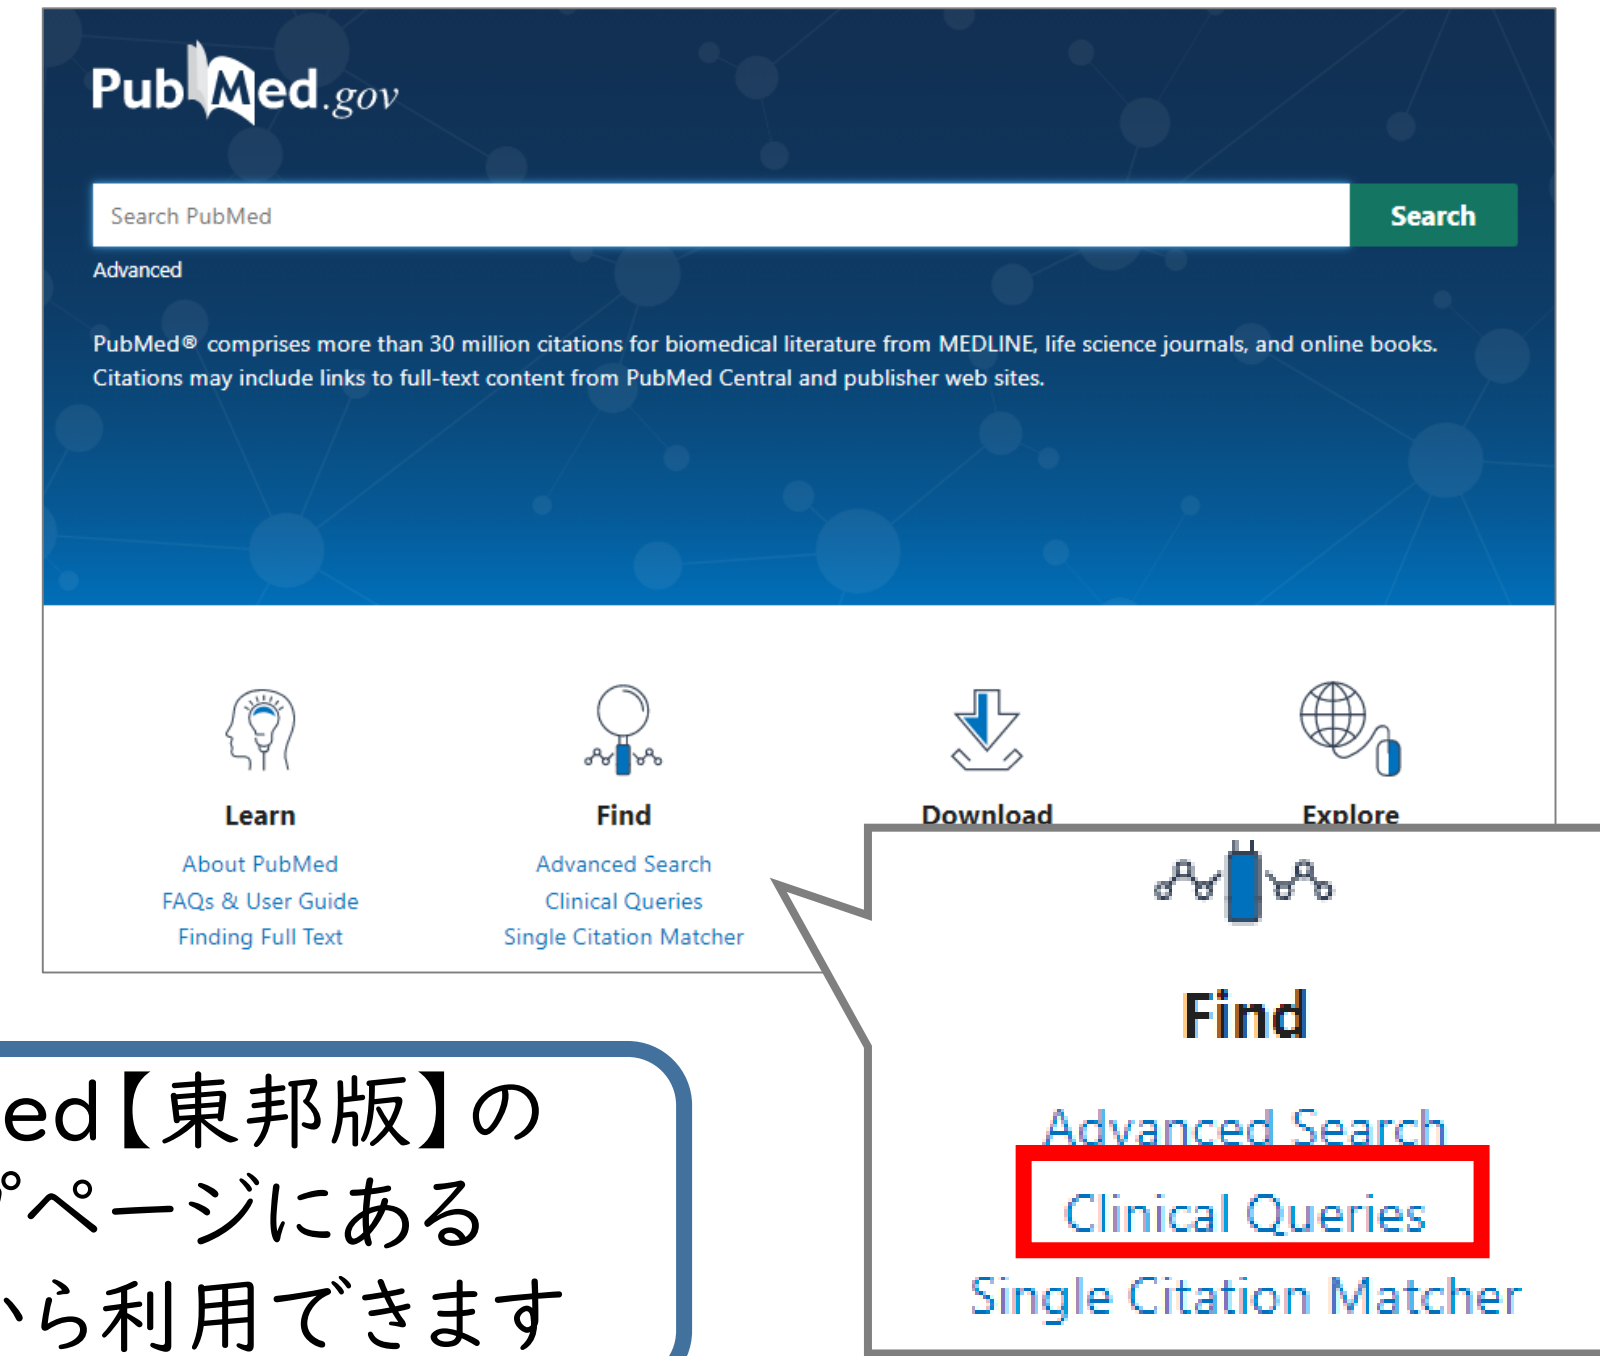 PubMed.gov
Search PubMed
Search
Advanced
PubMed® comprises more than 30 million citations for biomedical literature from MEDLINE, life science journals, and online books.
Citations may include links to full-text content from PubMed Central and publisher web sites.
Learn
About PubMed
FAQs & User Guide
Finding Full Text
Find
Advanced Search
Clinical Queries
Single Citation Matcher
Download
Explore
Find
Advanced Search
Clinical Queries
Single Citation Matcher
ed【東邦版】の
プページにある
から利用できます